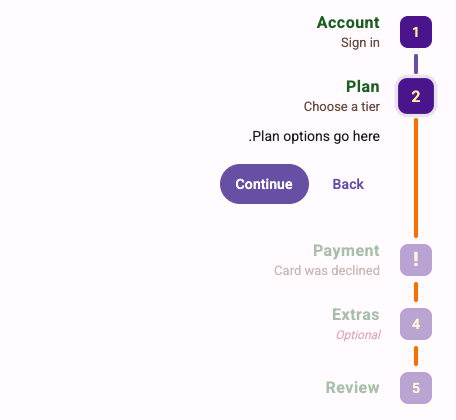 Account
1
Sign in
Plan
2
Choose a tier
.Plan options go here
Continue
Back
Payment
!
Card was declined
Extras
4
Optional
Review
5